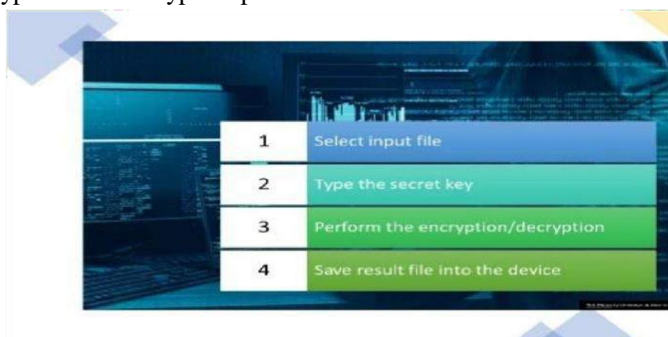 1 Select input file
2 Type the secret key
3 Perform the encryption/decryption
4 Save result file into the device